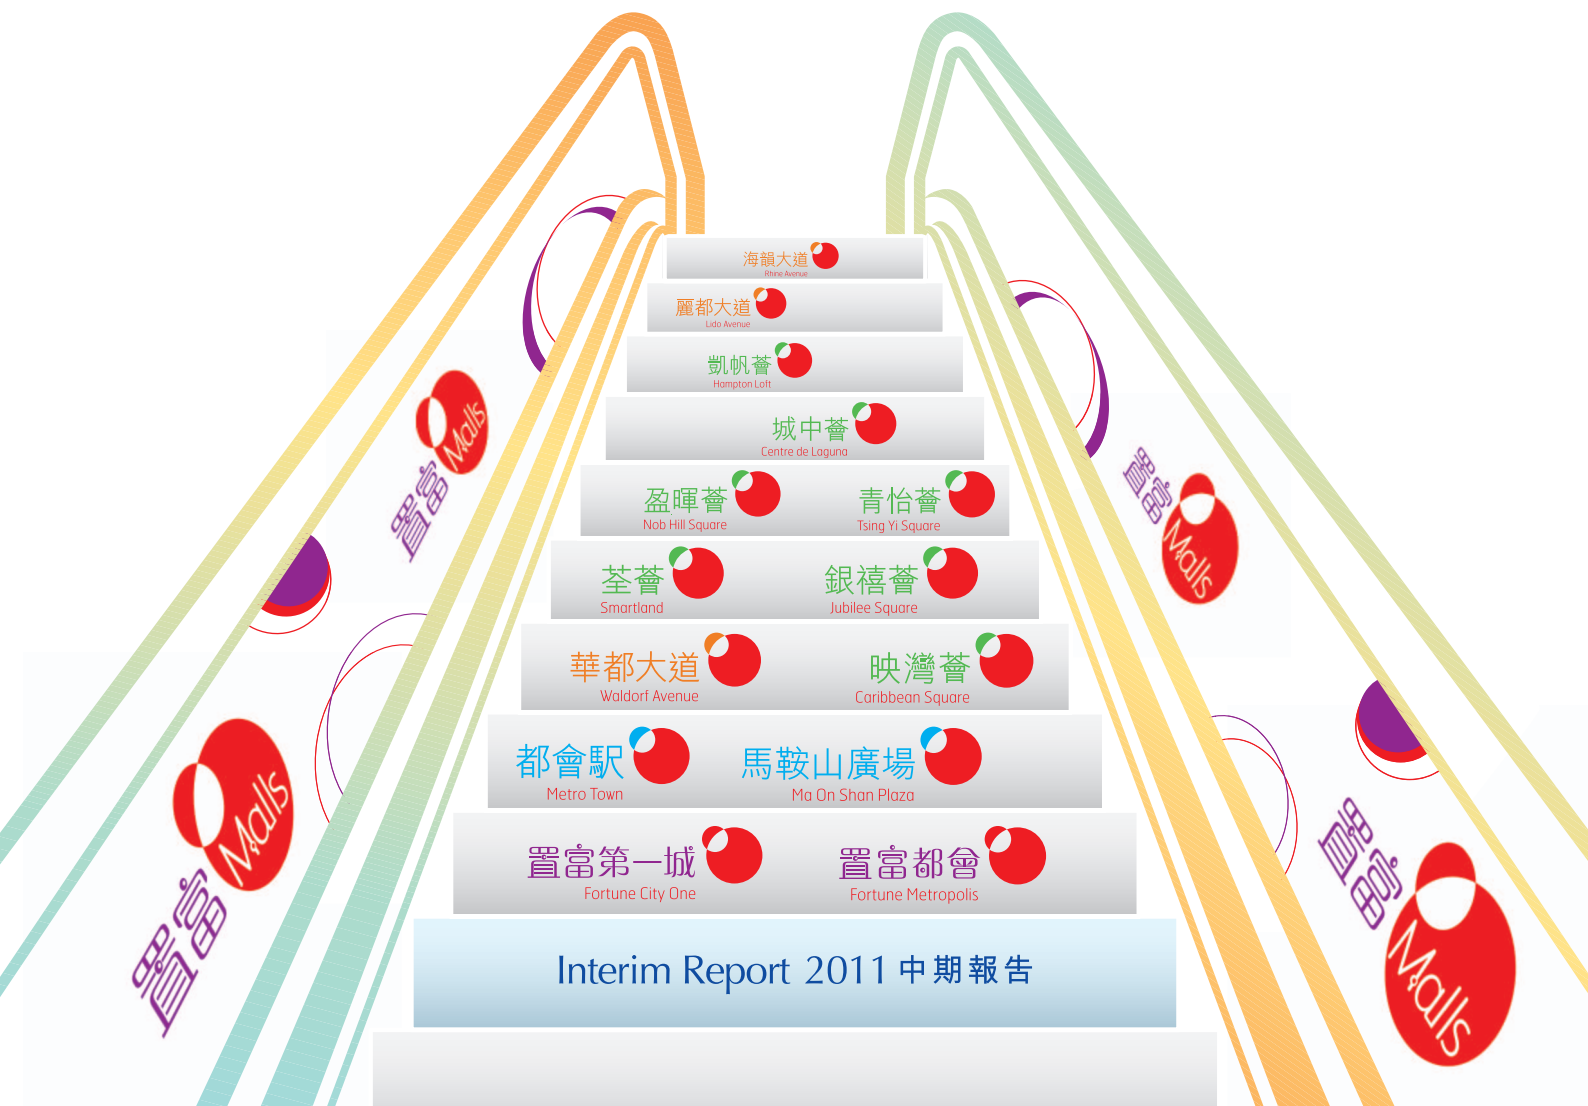 海韻大道
Rhine Avenue
麗都大道
Lido Avenue
凱帆薈
Hampton Loft
城中薈
Centre de Laguna
盈暉薈
Nob Hill Square
青怡薈
Tsing Yi Square
荃薈
Smartland
銀禧薈
Jubilee Square
華都大道
Waldorf Avenue
映灣薈
Caribbean Square
都會駅
Metro Town
馬鞍山廣場
Ma On Shan Plaza
置富第一城
Fortune City One
置富都會
Fortune Metropolis
Interim Report 2011 中期報告
置富 Malls
置富 Malls
置富 Malls
置富 Malls